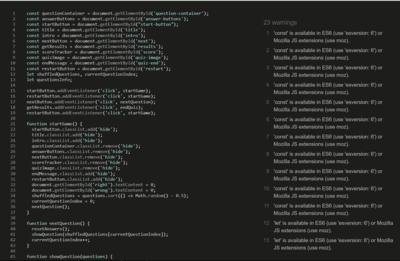 1 const questionContainer = document.getElementById('question-container');
2 const answerButtons = document.getElementById('answer-buttons');
3 const startButton = document.getElementById("start-button");
4 const title = document.getElementById('title');
5 const intro = document.getElementById('intro');
6 const nextButton = document.getElementById('next');
7 const getResults = document.getElementById('results');
8 const scoreTracker = document.getElementById('score');
9 const quizImage = document.getElementById('quiz-image');
10 const endMessage = document.getElementById('quiz-end');
11 const restartButton = document.getElementById('restart');
12 let shuffledQuestions, currentQuestionIndex;
13 let questionsInfo;
startButton.addEventListener('click', startGame);
restartButton.addEventListener('click', startGame);
nextButton.addEventListener('click', nextQuestion);
getResults.addEventListener('click', endQuiz);
restartButton.addEventListener('click', startGame);
function startGame() {
startButton.classList.add('hide');
title.classList.add('hide');
intro.classList.add('hide');
questionContainer.classList.remove('hide');
answerButtons.classList.remove('hide');
nextButton.classList.remove('hide');
scoreTracker.classList.remove('hide');
quizImage.classList.remove('hide');
endMessage.classList.add('hide');
restartButton.classList.add('hide');
document.getElementById('right').textContent = 0;
document.getElementById('wrong').textContent = 0;
shuffledQuestions = questions.sort(() => Math.random() - 0.5);
currentQuestionIndex = 0;
nextQuestion();
}
function nextQuestion() {
resetAnswers();
showQuestion(shuffledQuestions[currentQuestionIndex]);
currentQuestionIndex++;
}
function showQuestion(questions) {
23 warnings
1 'const' is available in ES6 (use 'esversion: 6') or
Mozilla JS extensions (use moz).
2 'const' is available in ES6 (use 'esversion: 6') or
Mozilla JS extensions (use moz).
3 'const' is available in ES6 (use 'esversion: 6') or
Mozilla JS extensions (use moz).
4 'const' is available in ES6 (use 'esversion: 6') or
Mozilla JS extensions (use moz).
5 'const' is available in ES6 (use 'esversion: 6') or
Mozilla JS extensions (use moz).
6 'const' is available in ES6 (use 'esversion: 6') or
Mozilla JS extensions (use moz).
7 'const' is available in ES6 (use 'esversion: 6') or
Mozilla JS extensions (use moz).
8 'const' is available in ES6 (use 'esversion: 6') or
Mozilla JS extensions (use moz).
9 'const' is available in ES6 (use 'esversion: 6') or
Mozilla JS extensions (use moz).
10 'const' is available in ES6 (use 'esversion: 6') or
Mozilla JS extensions (use moz).
11 'const' is available in ES6 (use 'esversion: 6') or
Mozilla JS extensions (use moz).
12 'let' is available in ES6 (use 'esversion: 6') or Mozilla
JS extensions (use moz).
13 'let' is available in ES6 (use 'esversion: 6') or Mozilla
JS extensions (use moz).